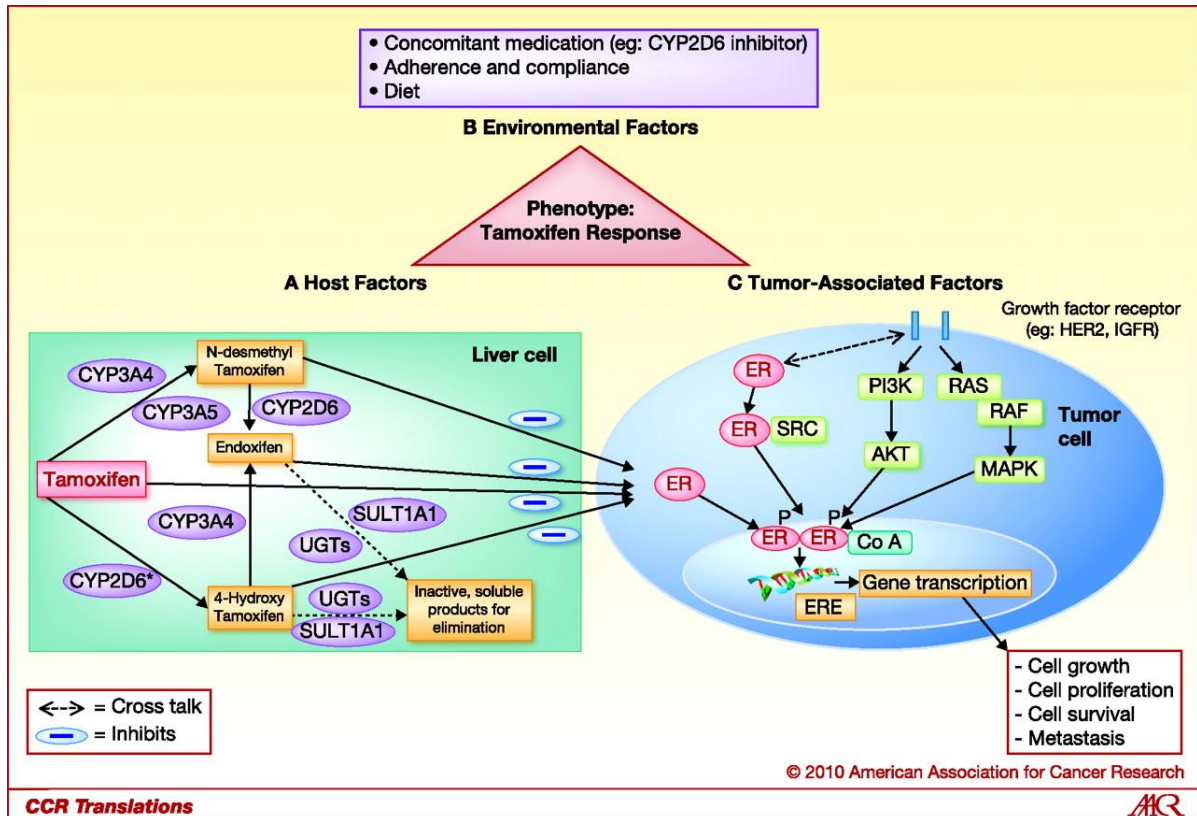 • Concomitant medication (eg: CYP2D6 inhibitor)
• Adherence and compliance
• Diet
B Environmental Factors
Phenotype:
Tamoxifen Response
A Host Factors
Liver cell
N-desmethyl
Tamoxifen
CYP3A4
CYP3A5
CYP2D6
Endoxifen
Tamoxifen
CYP3A4
SULT1A1
UGTs
CYP2D6*
4-Hydroxy
Tamoxifen
UGTs
SULT1A1
Inactive, soluble
products for
elimination
C Tumor-Associated Factors
Growth factor receptor
(eg: HER2, IGFR)
ER
PI3K
RAS
RAF
Tumor
cell
ER
SRC
AKT
MAPK
ER
P
P
ER
ER
Co A
Gene transcription
ERE
- Cell growth
- Cell proliferation
- Cell survival
- Metastasis
= Cross talk
= Inhibits
© 2010 American Association for Cancer Research
CCR Translations
AACR